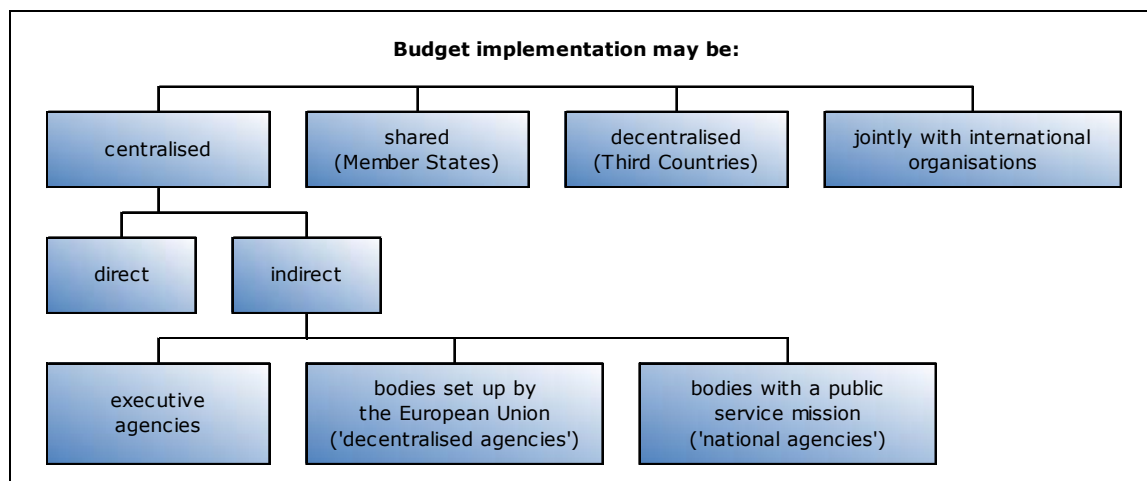 Budget implementation may be:
centralised
shared
(Member States)
decentralised
(Third Countries)
jointly with international
organisations
direct
indirect
executive
agencies
bodies set up by
the European Union
('decentralised agencies')
bodies with a public
service mission
('national agencies')